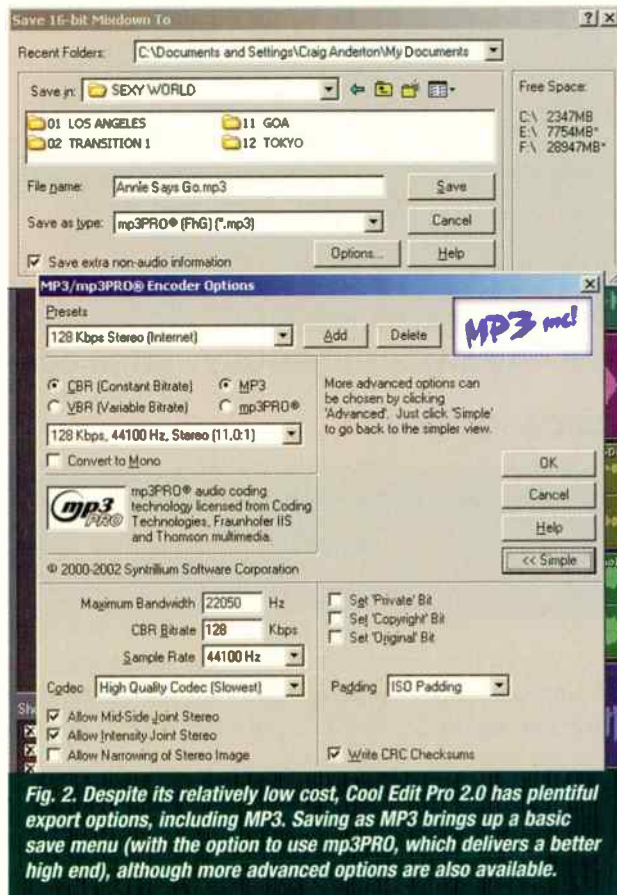 Save 16-bit Mixdown To
Recent Folders: C:\Documents and Settings\Craig Anderton\My Documents
Save in: SEXY WORLD
Free Space:
01 LOS ANGELES 11 GOA
02 TRANSITION 1 12 TOKYO
C:\ 2347MB
E:\ 7754MB*
F:\ 28947MB*
File name: Annie Says Go.mp3 Save
Save as type: mp3PRO® (FhG) (*.mp3) Cancel
Save extra non-audio information Options... Help
MP3/mp3PRO® Encoder Options
Presets
128 Kbps Stereo (Internet) Add Delete MP3 me!
CBR (Constant Bitrate) MP3
VBR (Variable Bitrate) mp3PRO®
128 Kbps, 44100 Hz, Stereo (11.0:1)
Convert to Mono
More advanced options can
be chosen by clicking
'Advanced'. Just click 'Simple'
to go back to the simpler view.
OK
Cancel
Help
<< Simple
mp3 PRO
mp3PRO® audio coding
technology licensed from Coding
Technologies, Fraunhofer IIS
and Thomson multimedia.
© 2000-2002 Syntrillium Software Corporation
Maximum Bandwidth 22050 Hz
CBR Bitrate 128 Kbps
Sample Rate 44100 Hz
Set 'Private' Bit
Set 'Copyright' Bit
Set 'Original' Bit
Codec High Quality Codec (Slowest) Padding ISO Padding
Allow Mid-Side Joint Stereo
Allow Intensity Joint Stereo
Allow Narrowing of Stereo Image Write CRC Checksums
Fig. 2. Despite its relatively low cost, Cool Edit Pro 2.0 has plentiful
export options, including MP3. Saving as MP3 brings up a basic
save menu (with the option to use mp3PRO, which delivers a better
high end), although more advanced options are also available.